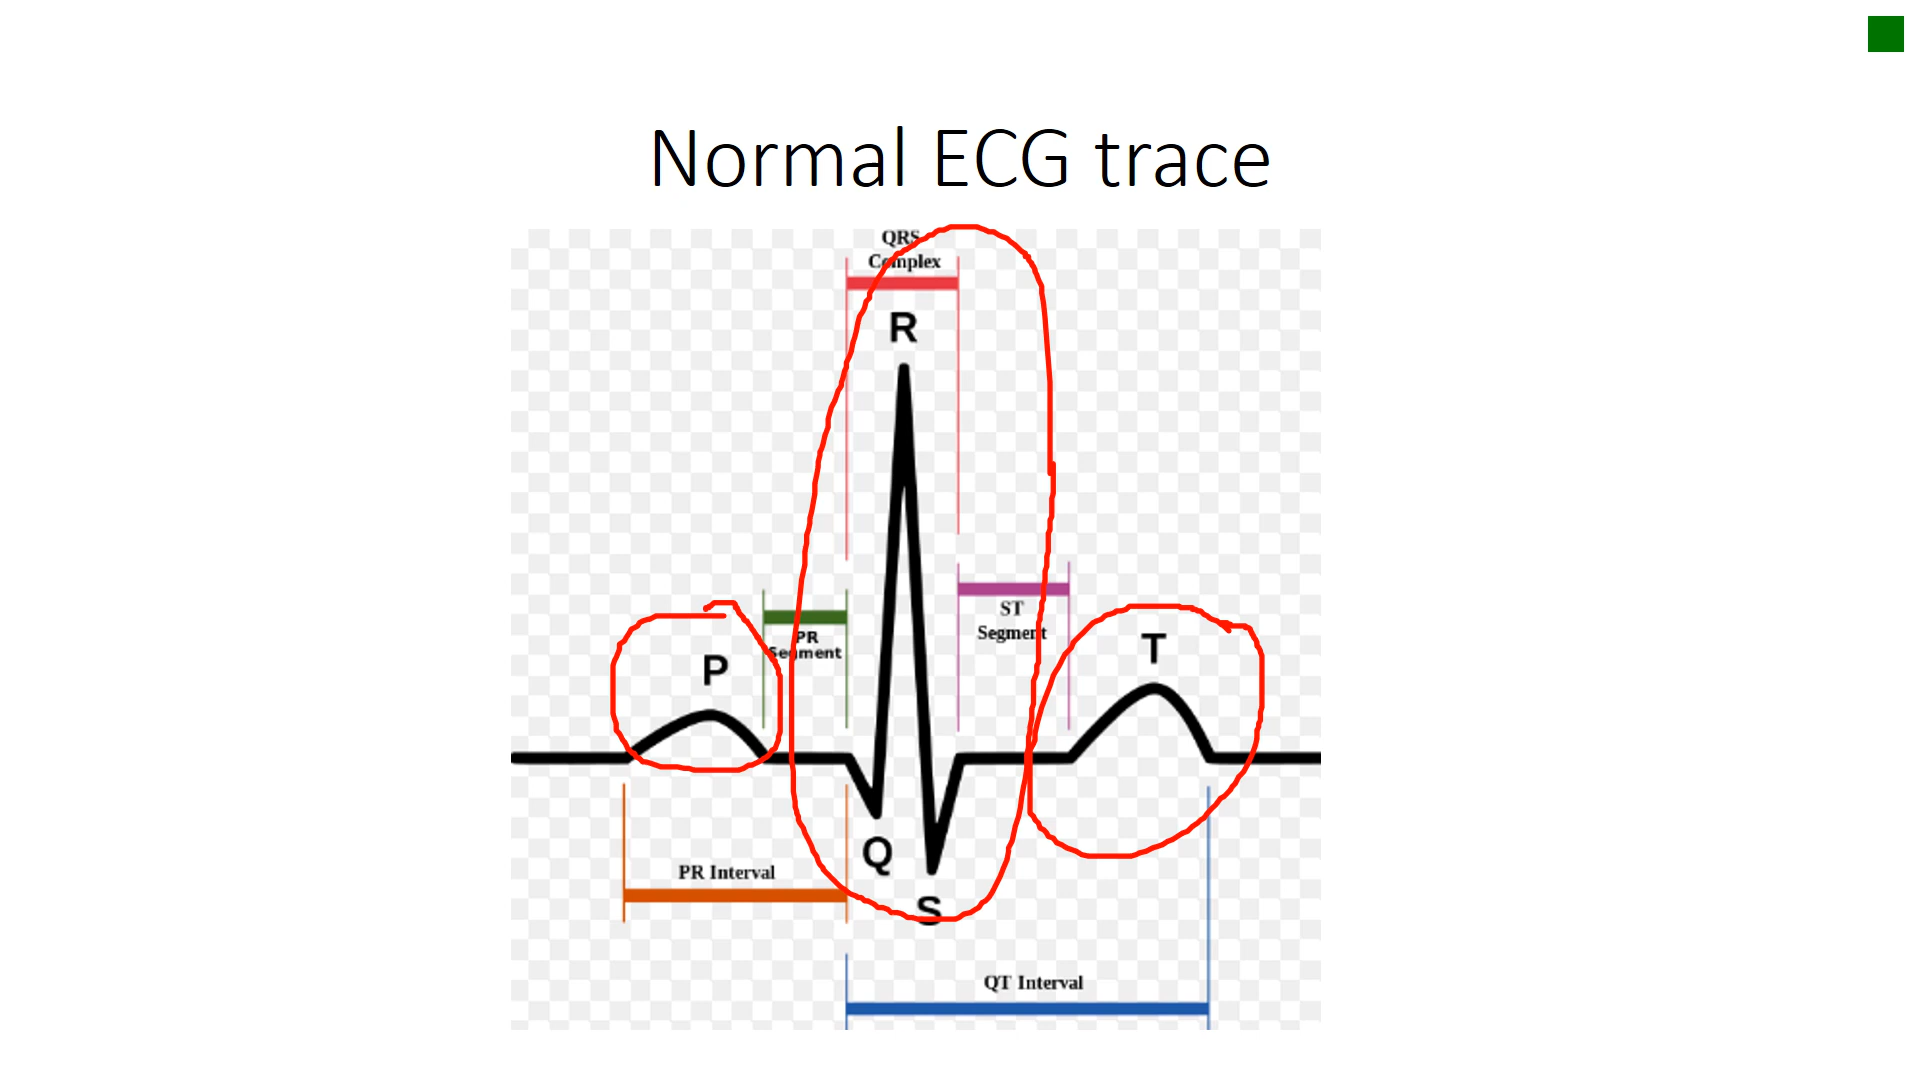 Normal ECG trace
QRS
Complex
R
PR
Segment
ST
Segment
P
T
Q
S
PR Interval
QT Interval